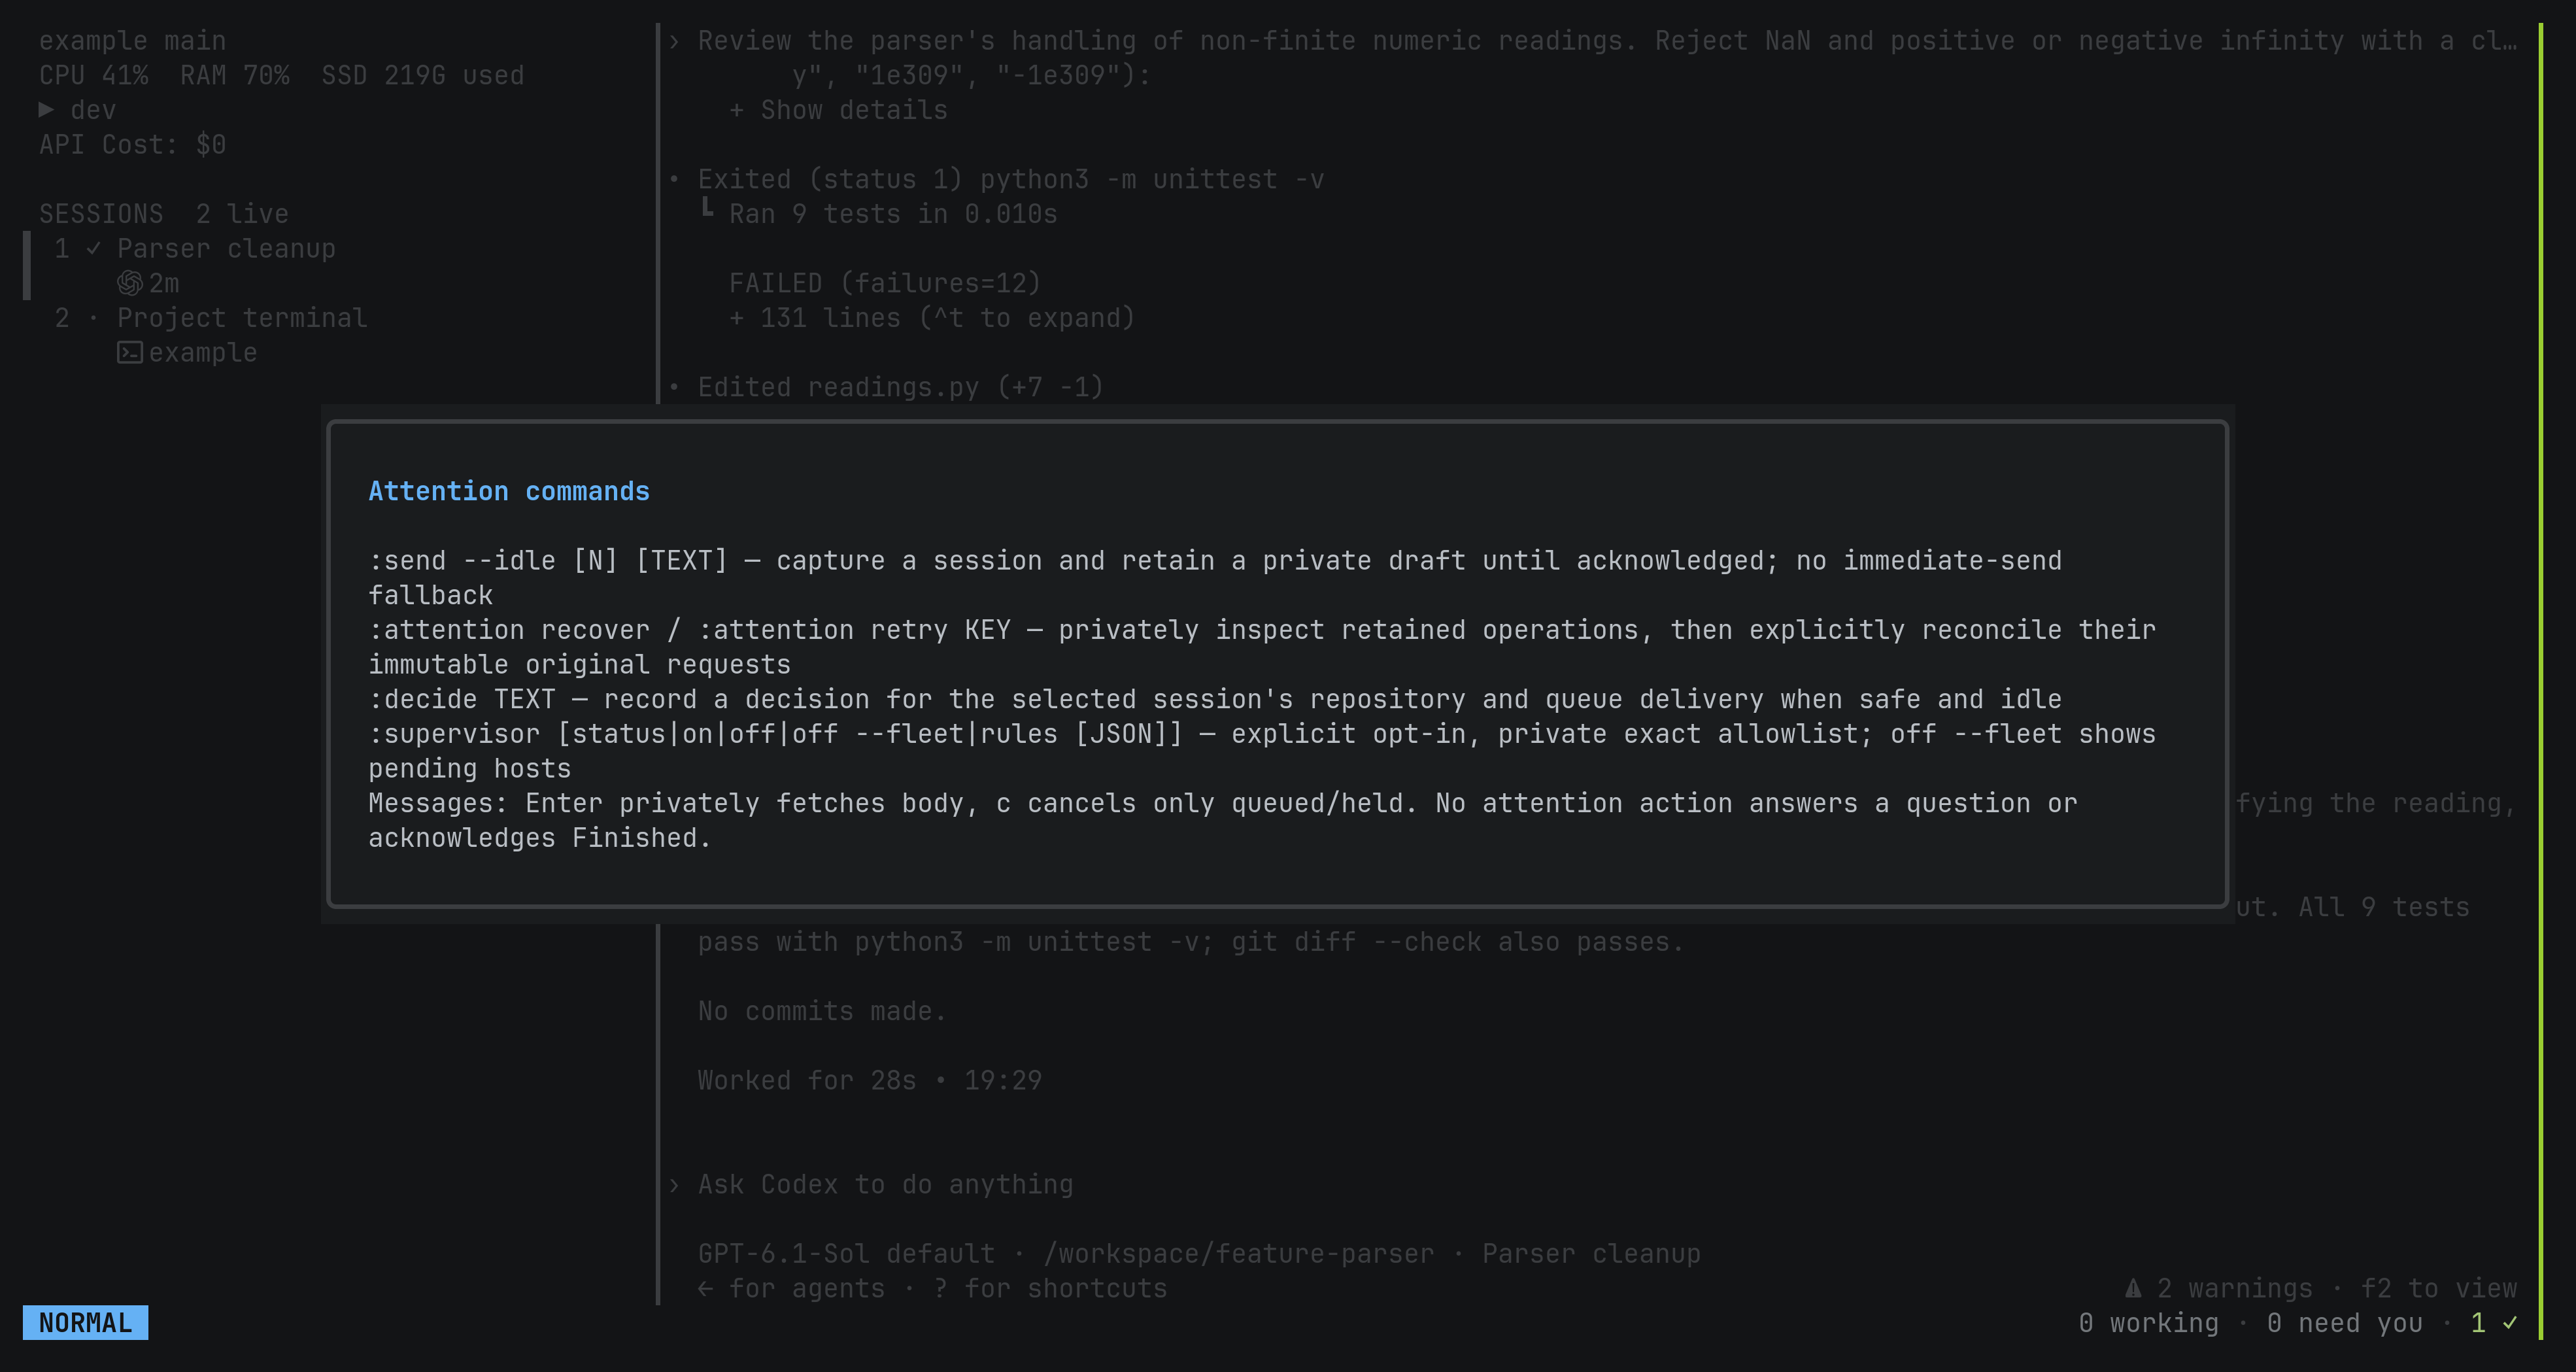 example main
CPU 41%  RAM 70%  SSD 219G used
▶ dev
API Cost: $0
SESSIONS  2 live
1 ✓ Parser cleanup
2m
2 · Project terminal
example
› Review the parser's handling of non-finite numeric readings. Reject NaN and positive or negative infinity with a cl…
y", "1e309", "-1e309"):
+ Show details
• Exited (status 1) python3 -m unittest -v
└ Ran 9 tests in 0.010s
FAILED (failures=12)
+ 131 lines (^t to expand)
• Edited readings.py (+7 -1)
Attention commands
:send --idle [N] [TEXT] — capture a session and retain a private draft until acknowledged; no immediate-send
fallback
:attention recover / :attention retry KEY — privately inspect retained operations, then explicitly reconcile their
immutable original requests
:decide TEXT — record a decision for the selected session's repository and queue delivery when safe and idle
:supervisor [status|on|off|off --fleet|rules [JSON]] — explicit opt-in, private exact allowlist; off --fleet shows
pending hosts
Messages: Enter privately fetches body, c cancels only queued/held. No attention action answers a question or
acknowledges Finished.
fying the reading,
ut. All 9 tests
pass with python3 -m unittest -v; git diff --check also passes.
No commits made.
Worked for 28s • 19:29
› Ask Codex to do anything
GPT-6.1-Sol default · /workspace/feature-parser · Parser cleanup
← for agents · ? for shortcuts
⚠ 2 warnings · f2 to view
NORMAL
0 working · 0 need you · 1 ✓